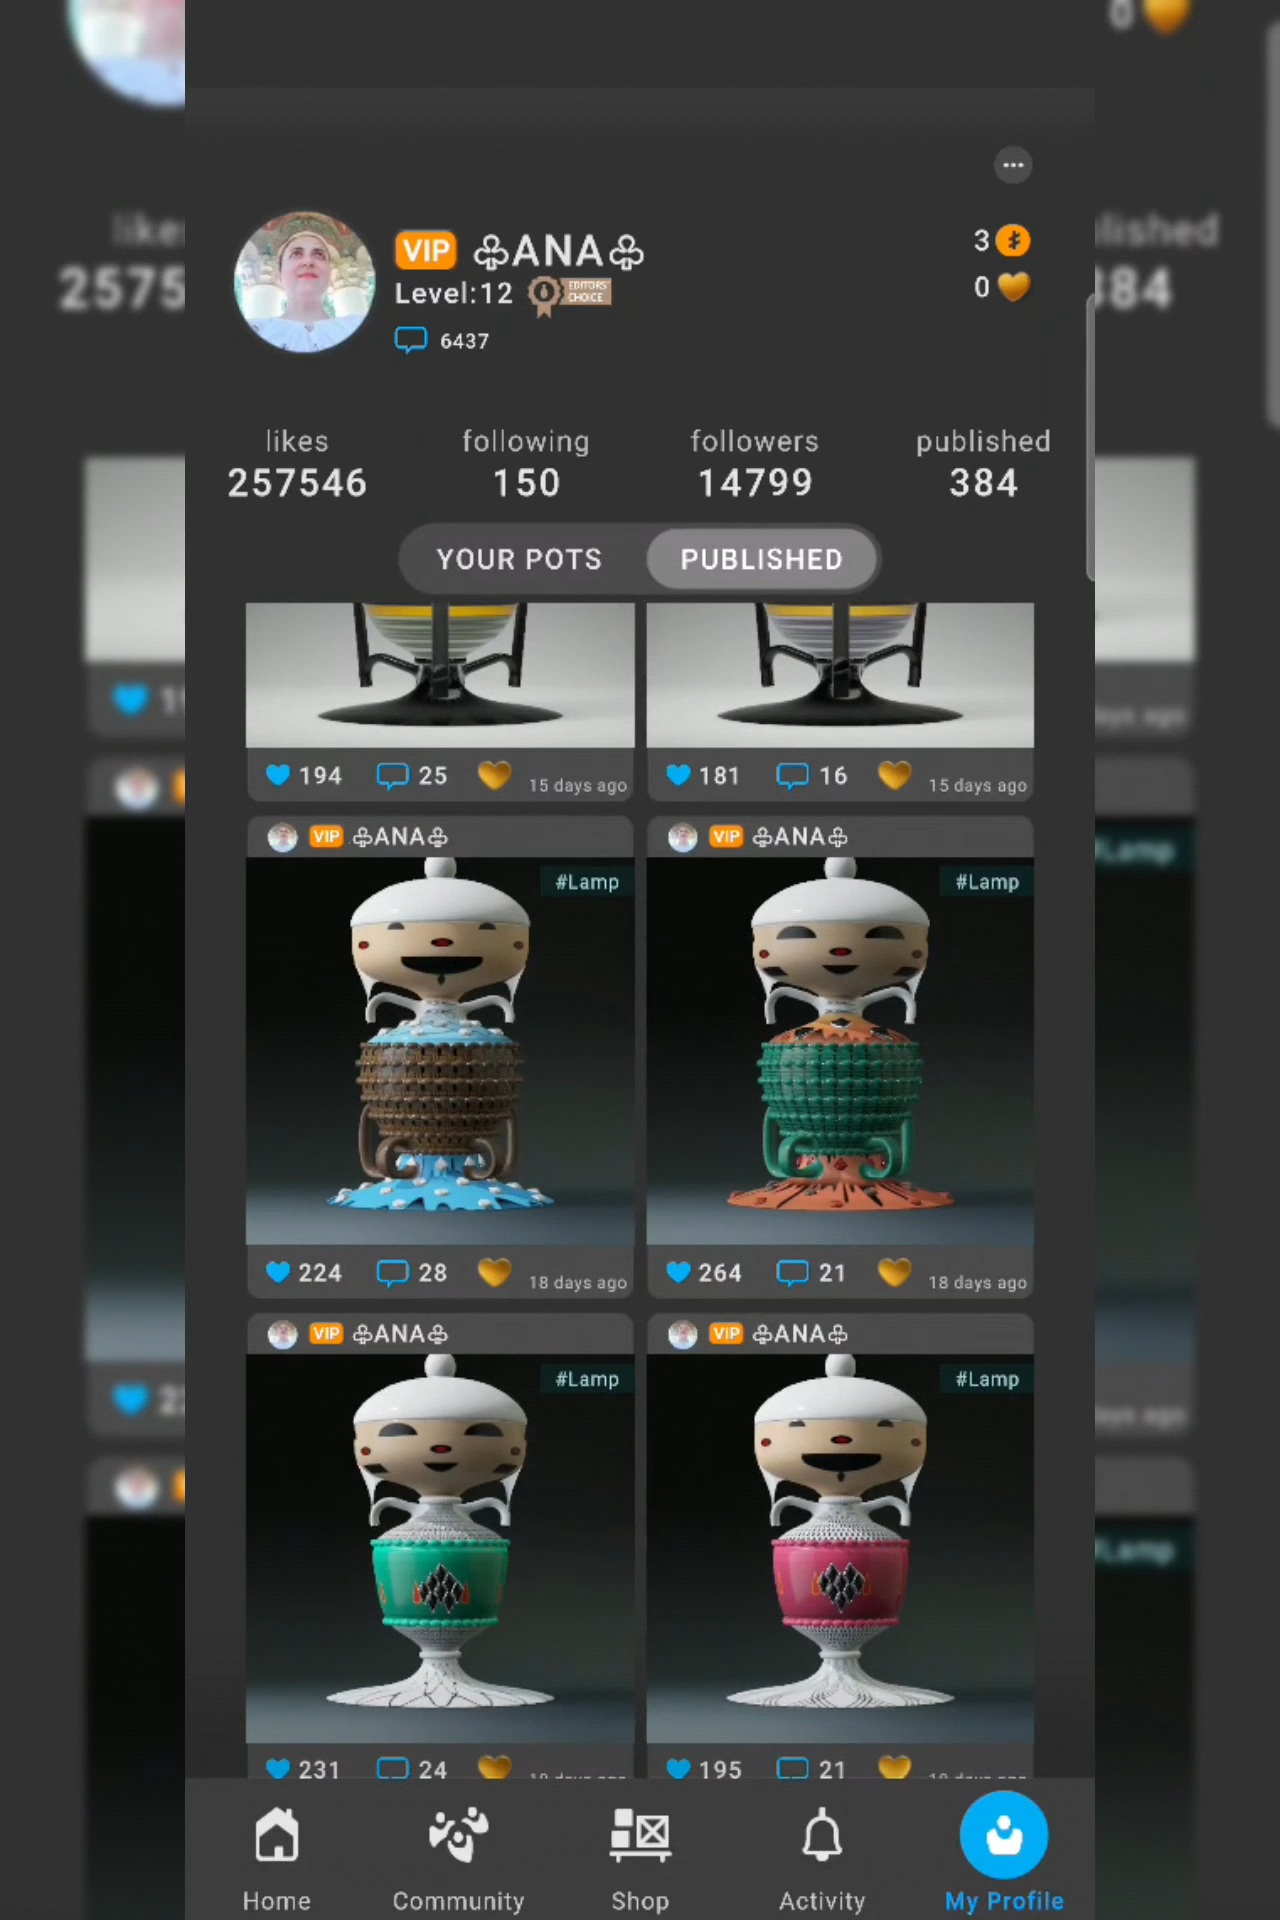 VIP ♧ANA♧
3
Level:12 EDITORS' CHOICE
0
6437
likes following followers published
257546 150 14799 384
YOUR POTS PUBLISHED
194 25 15 days ago
181 16 15 days ago
VIP ♧ANA♧
#Lamp
224 28 18 days ago
VIP ♧ANA♧
#Lamp
264 21 18 days ago
VIP ♧ANA♧
#Lamp
231 24
VIP ♧ANA♧
#Lamp
195 21
Home Community Shop Activity My Profile